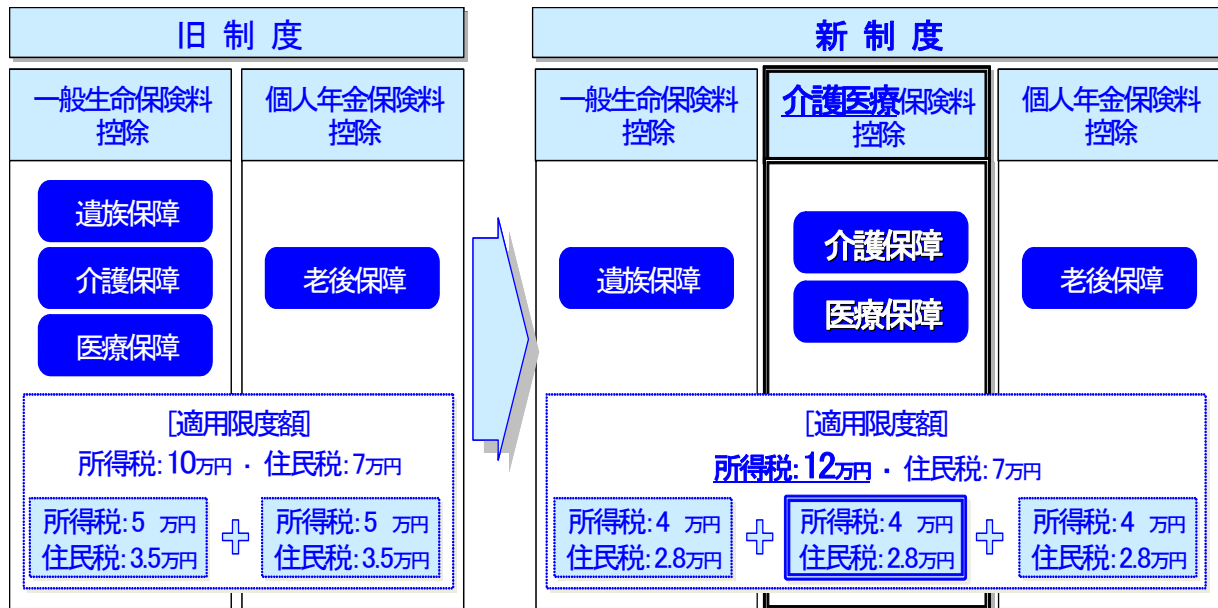 旧 制 度
一般生命保険料
控除
個人年金保険料
控除
遺族保障
介護保障
医療保障
老後保障
[適用限度額]
所得税:10万円 ・ 住民税:7万円
所得税:5 万円
住民税:3.5万円
所得税:5 万円
住民税:3.5万円
新 制 度
一般生命保険料
控除
介護医療保険料
控除
個人年金保険料
控除
遺族保障
介護保障
医療保障
老後保障
[適用限度額]
所得税:12万円 ・ 住民税:7万円
所得税:4 万円
住民税:2.8万円
所得税:4 万円
住民税:2.8万円
所得税:4 万円
住民税:2.8万円